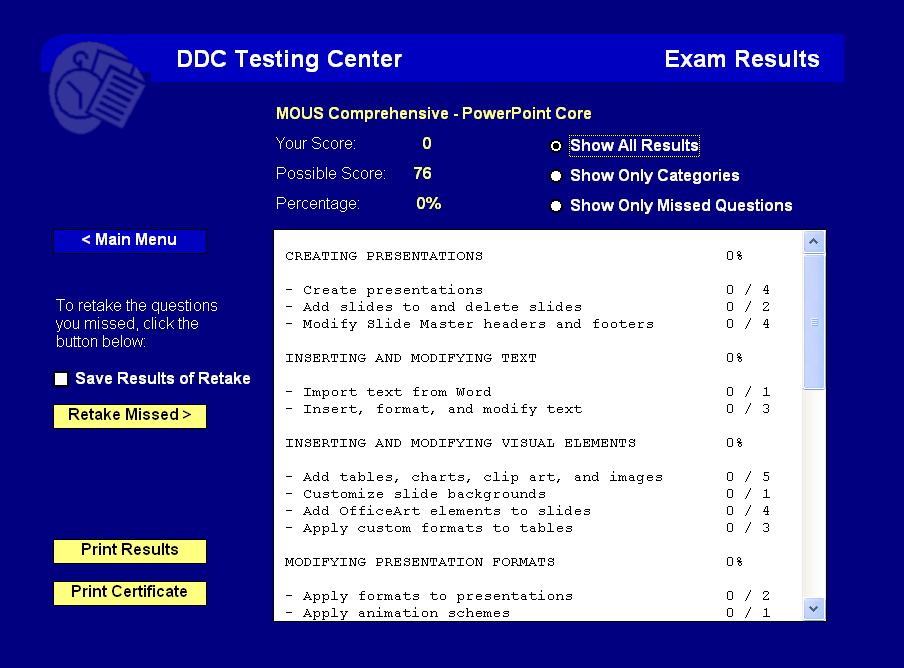 DDC Testing Center
Exam Results
MOUS Comprehensive - PowerPoint Core
Your Score: 0
Possible Score: 76
Percentage: 0%
Show All Results
Show Only Categories
Show Only Missed Questions
< Main Menu
To retake the questions
you missed, click the
button below:
Save Results of Retake
Retake Missed >
Print Results
Print Certificate
CREATING PRESENTATIONS 0%
- Create presentations 0 / 4
- Add slides to and delete slides 0 / 2
- Modify Slide Master headers and footers 0 / 4
INSERTING AND MODIFYING TEXT 0%
- Import text from Word 0 / 1
- Insert, format, and modify text 0 / 3
INSERTING AND MODIFYING VISUAL ELEMENTS 0%
- Add tables, charts, clip art, and images 0 / 5
- Customize slide backgrounds 0 / 1
- Add OfficeArt elements to slides 0 / 4
- Apply custom formats to tables 0 / 3
MODIFYING PRESENTATION FORMATS 0%
- Apply formats to presentations 0 / 2
- Apply animation schemes 0 / 1